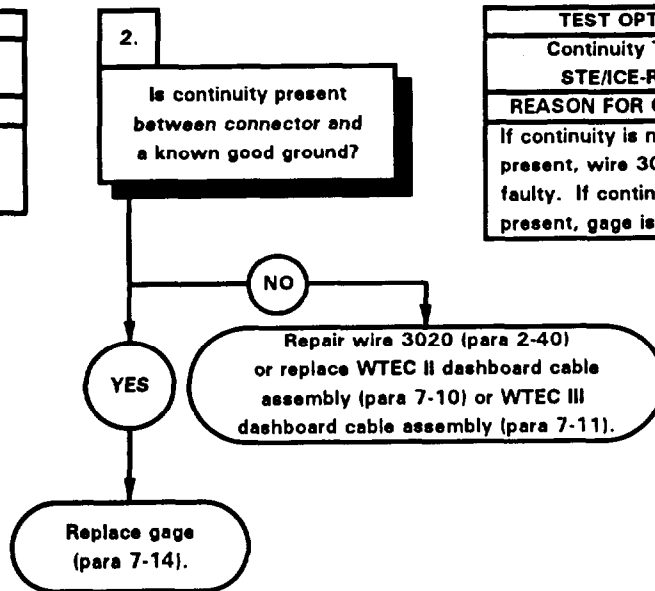 2.
Is continuity present
between connector and
a known good ground?
TEST OPT
Continuity
STE/ICE-R
REASON FOR
If continuity is n
present, wire 30
faulty. If contin
present, gage is
NO
Repair wire 3020 (para 2-40)
or replace WTEC II dashboard cable
assembly (para 7-10) or WTEC III
dashboard cable assembly (para 7-11).
YES
Replace gage
(para 7-14).